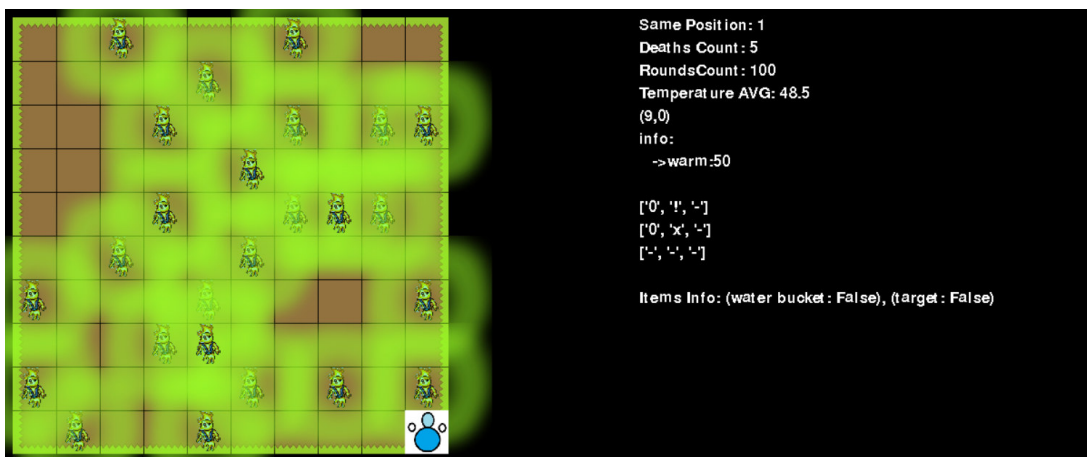 Same Position: 1
Deaths Count: 5
RoundsCount: 100
Temperature AVG: 48.5
(9,0)
info:
->warm:50
['0', '!', '-']
['0', 'x', '-']
['-', '-', '-']
Items Info: (water bucket: False), (target: False)